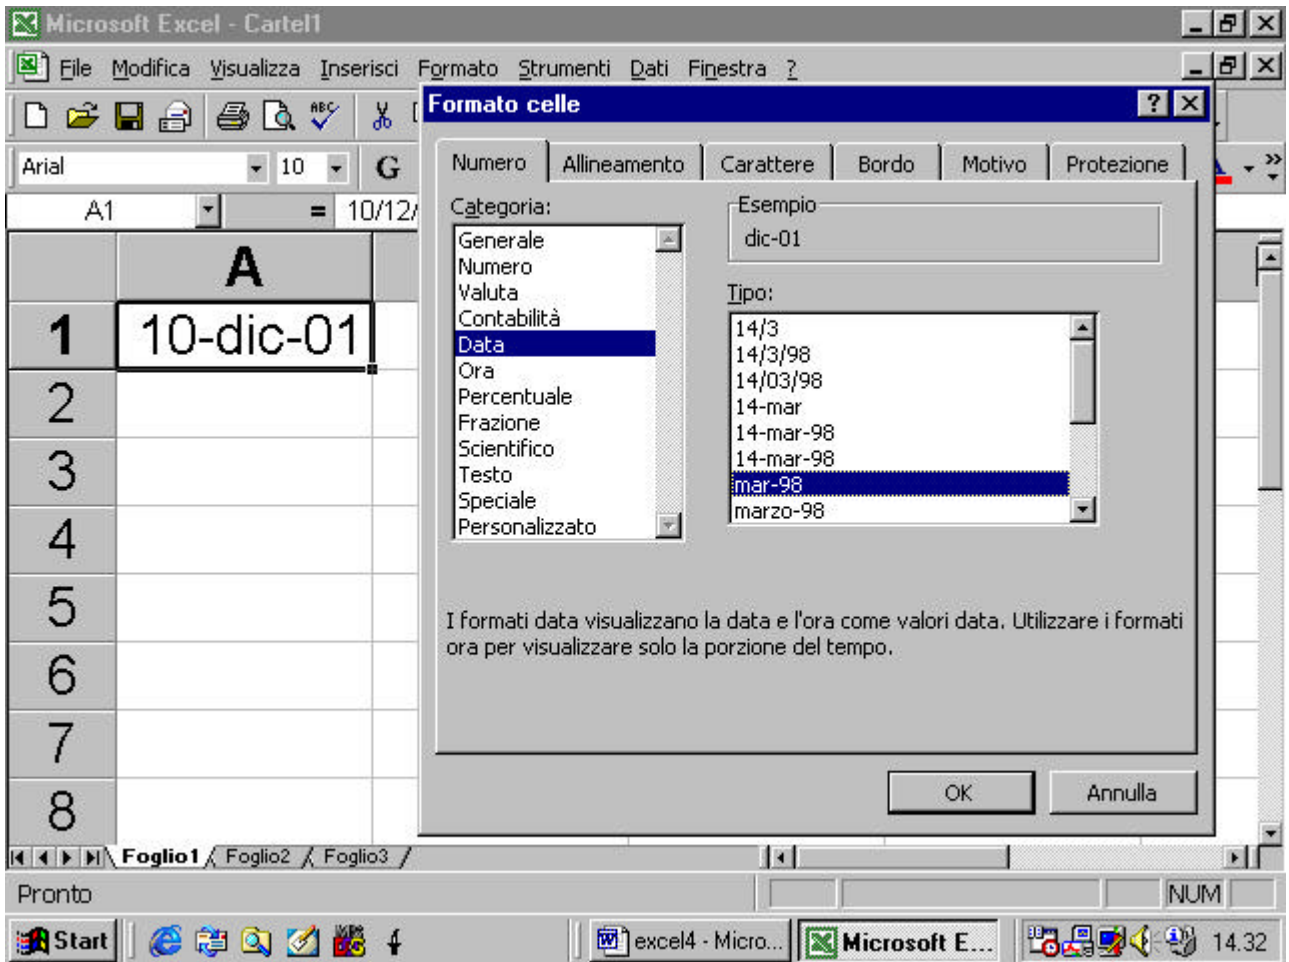 Microsoft Excel - Cartel1
File Modifica Visualizza Inserisci Formato Strumenti Dati Finestra ?
Formato celle
ABC
Arial 10 G
A1 = 10/12/
Numero Allineamento Carattere Bordo Motivo Protezione
Categoria:
Generale
Numero
Valuta
Contabilità
Data
Ora
Percentuale
Frazione
Scientifico
Testo
Speciale
Personalizzato
Esempio
dic-01
Tipo:
14/3
14/3/98
14/03/98
14-mar
14-mar-98
14-mar-98
mar-98
marzo-98
I formati data visualizzano la data e l'ora come valori data. Utilizzare i formati
ora per visualizzare solo la porzione del tempo.
OK Annulla
A
1 10-dic-01
2
3
4
5
6
7
8
Foglio1 Foglio2 Foglio3
Pronto NUM
Start excel4 - Micro... Microsoft E... 14.32